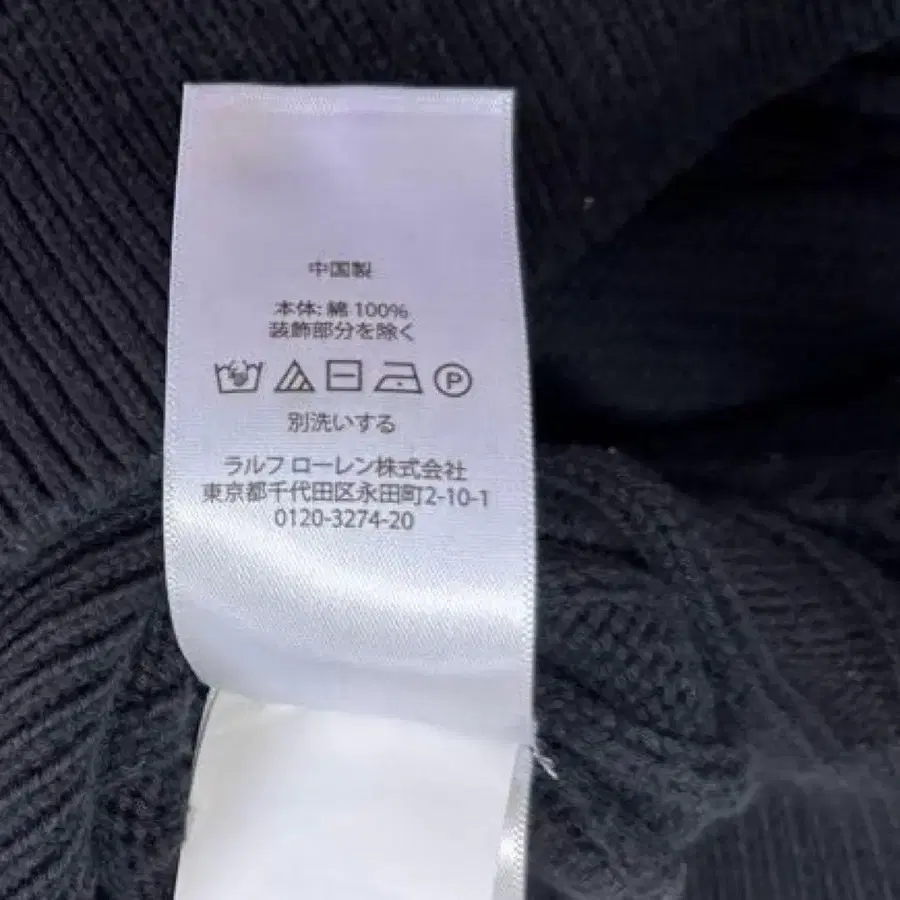 中国製
本体: 綿 100%
装飾部分を除く
P
別洗いする
ラルフ ローレン株式会社
東京都千代田区永田町2-10-1
0120-3274-20